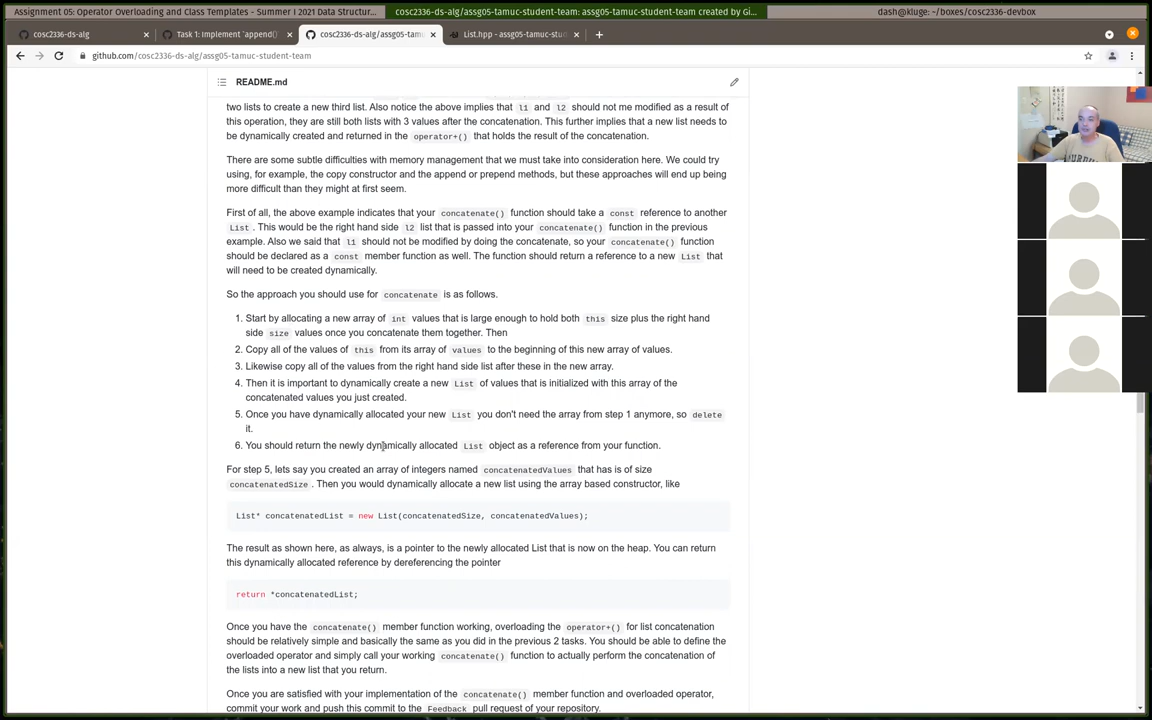 Assignment 05: Operator Overloading and Class Templates - Summer I 2021 Data Structur...
cosc2336-ds-alg/assg05-tamuc-student-team: assg05-tamuc-student-team created by Gi...
dash@kluge: ~/boxes/cosc2336-devbox
cosc2336-ds-alg
Task 1: Implement `append()
cosc2336-ds-alg/assg05-tam
List.hpp - assg05-tamuc-stu
github.com/cosc2336-ds-alg/assg05-tamuc-student-team
README.md
two lists to create a new third list. Also notice the above implies that l1 and l2 should not me modified as a result of
this operation, they are still both lists with 3 values after the concatenation. This further implies that a new list needs to
be dynamically created and returned in the operator+() that holds the result of the concatenation.
There are some subtle difficulties with memory management that we must take into consideration here. We could try
using, for example, the copy constructor and the append or prepend methods, but these approaches will end up being
more difficult than they might at first seem.
First of all, the above example indicates that your concatenate() function should take a const reference to another
List . This would be the right hand side l2 list that is passed into your concatenate() function in the previous
example. Also we said that l1 should not be modified by doing the concatenate, so your concatenate() function
should be declared as a const member function as well. The function should return a reference to a new List that
will need to be created dynamically.
So the approach you should use for concatenate is as follows.
1. Start by allocating a new array of int values that is large enough to hold both this size plus the right hand
side size values once you concatenate them together. Then
2. Copy all of the values of this from its array of values to the beginning of this new array of values.
3. Likewise copy all of the values from the right hand side list after these in the new array.
4. Then it is important to dynamically create a new List of values that is initialized with this array of the
concatenated values you just created.
5. Once you have dynamically allocated your new List you don't need the array from step 1 anymore, so delete
it.
6. You should return the newly dynamically allocated List object as a reference from your function.
For step 5, lets say you created an array of integers named concatenatedValues that has is of size
concatenatedSize . Then you would dynamically allocate a new list using the array based constructor, like
List* concatenatedList = new List(concatenatedSize, concatenatedValues);
The result as shown here, as always, is a pointer to the newly allocated List that is now on the heap. You can return
this dynamically allocated reference by dereferencing the pointer
return *concatenatedList;
Once you have the concatenate() member function working, overloading the operator+() for list concatenation
should be relatively simple and basically the same as you did in the previous 2 tasks. You should be able to define the
overloaded operator and simply call your working concatenate() function to actually perform the concatenation of
the lists into a new list that you return.
Once you are satisfied with your implementation of the concatenate() member function and overloaded operator,
commit your work and push this commit to the Feedback pull request of your repository.